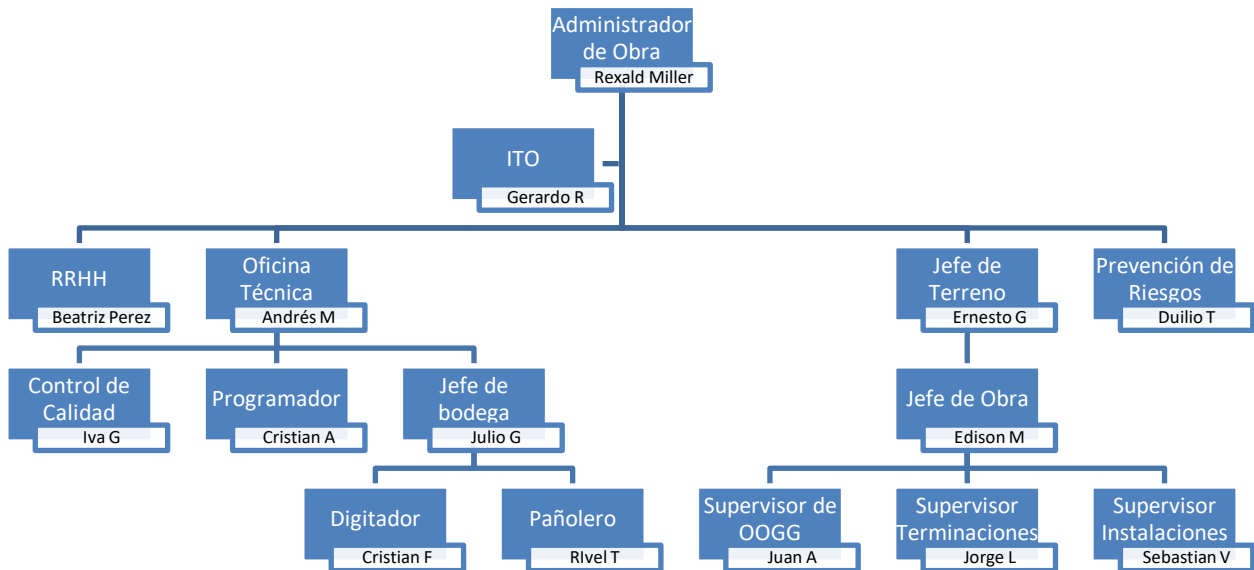 Administrador
de Obra
Rexald Miller
ITO
Gerardo R
RRHH
Beatriz Perez
Oficina
Técnica
Andrés M
Jefe de
Terreno
Ernesto G
Prevención de
Riesgos
Duilio T
Control de
Calidad
Iva G
Programador
Cristian A
Jefe de
bodega
Julio G
Jefe de Obra
Edison M
Digitador
Cristian F
Pañolero
RIvel T
Supervisor de
OOGG
Juan A
Supervisor
Terminaciones
Jorge L
Supervisor
Instalaciones
Sebastian V